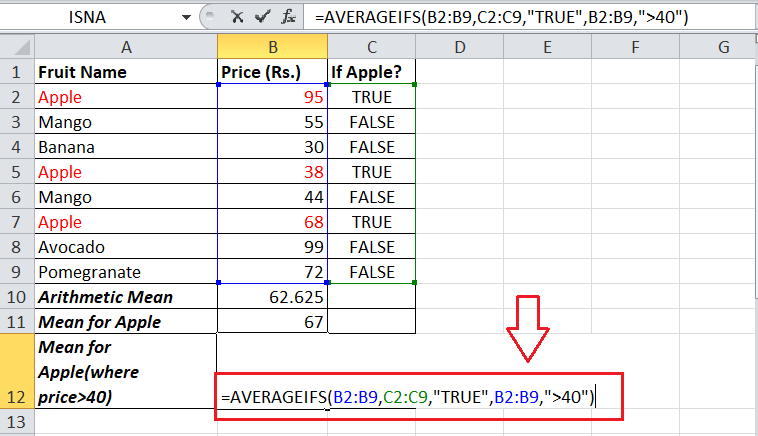 ISNA =AVERAGEIFS(B2:B9,C2:C9,"TRUE",B2:B9,">40")
A B C D E F G
1 Fruit Name Price (Rs.) If Apple?
2 Apple 95 TRUE
3 Mango 55 FALSE
4 Banana 30 FALSE
5 Apple 38 TRUE
6 Mango 44 FALSE
7 Apple 68 TRUE
8 Avocado 99 FALSE
9 Pomegranate 72 FALSE
10 Arithmetic Mean 62.625
11 Mean for Apple 67
Mean for
Apple(where
12 price>40) =AVERAGEIFS(B2:B9,C2:C9,"TRUE",B2:B9,">40")
13